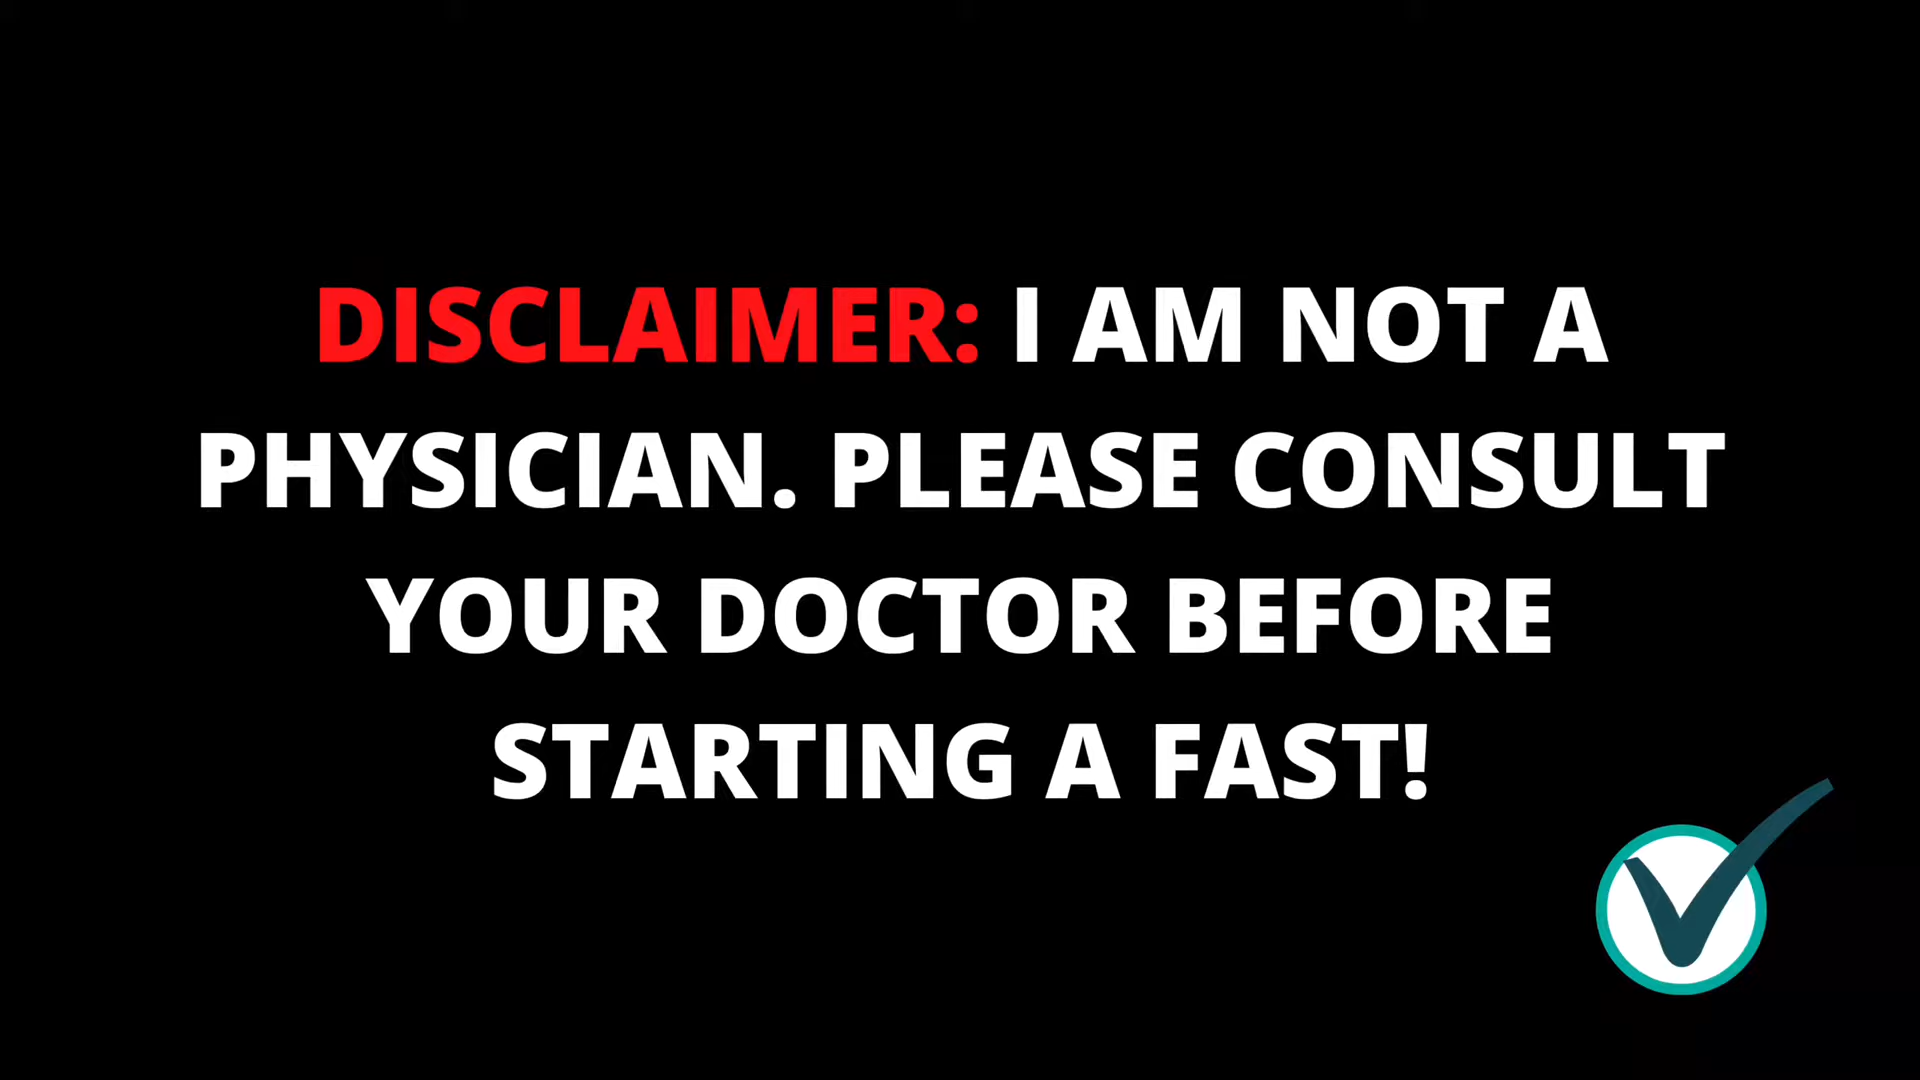 DISCLAIMER: I AM NOT A
PHYSICIAN. PLEASE CONSULT
YOUR DOCTOR BEFORE
STARTING A FAST!